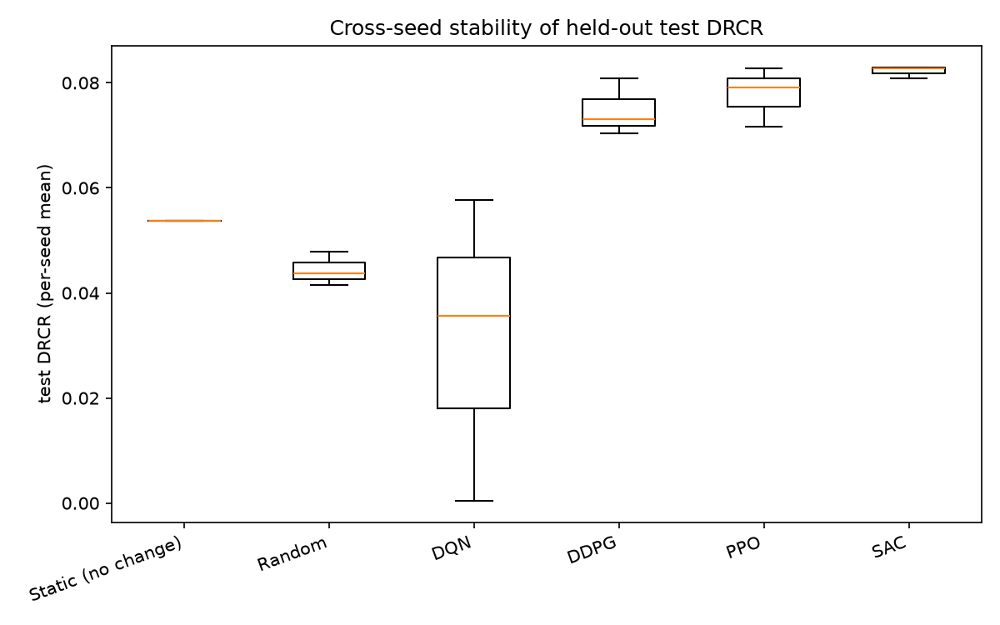 Cross-seed stability of held-out test DRCR
test DRCR (per-seed mean)
0.08
0.06
0.04
0.02
0.00
Static (no change)
Random
DQN
DDPG
PPO
SAC